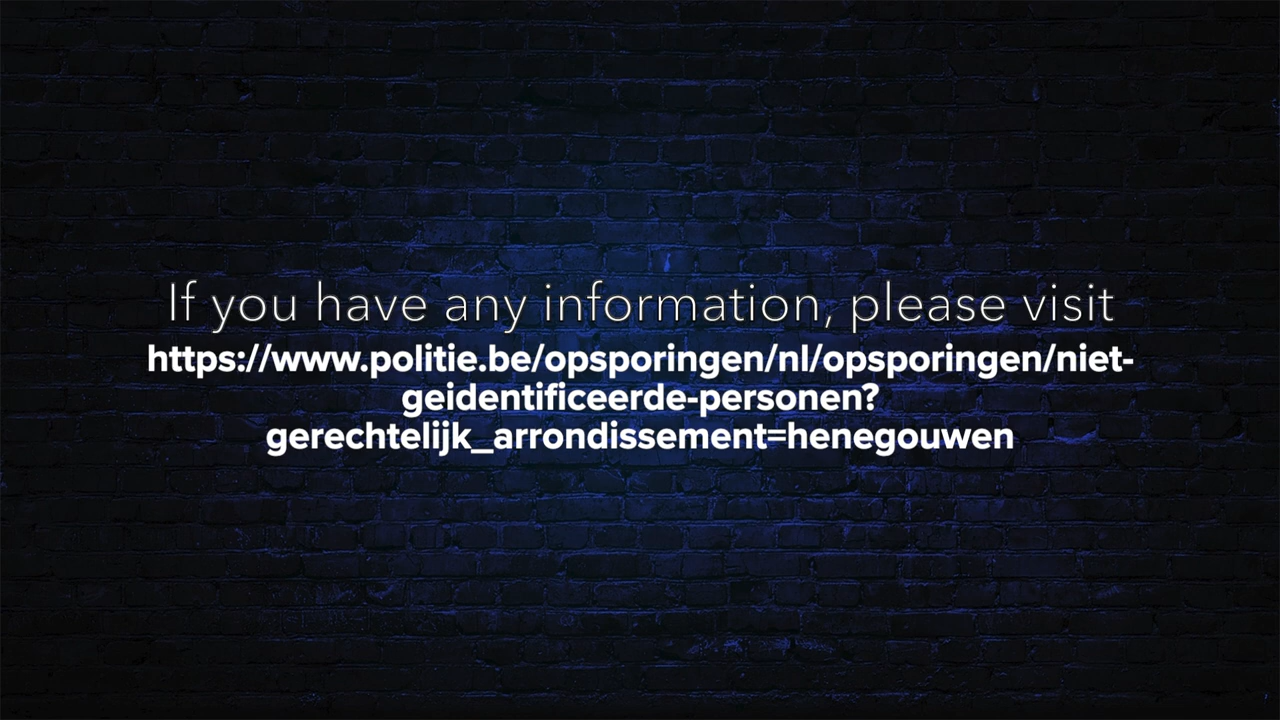 If you have any information, please visit
https://www.politie.be/opsporingen/nl/opsporingen/niet-
geidentificeerde-personen?
gerechtelijk_arrondissement=henegouwen